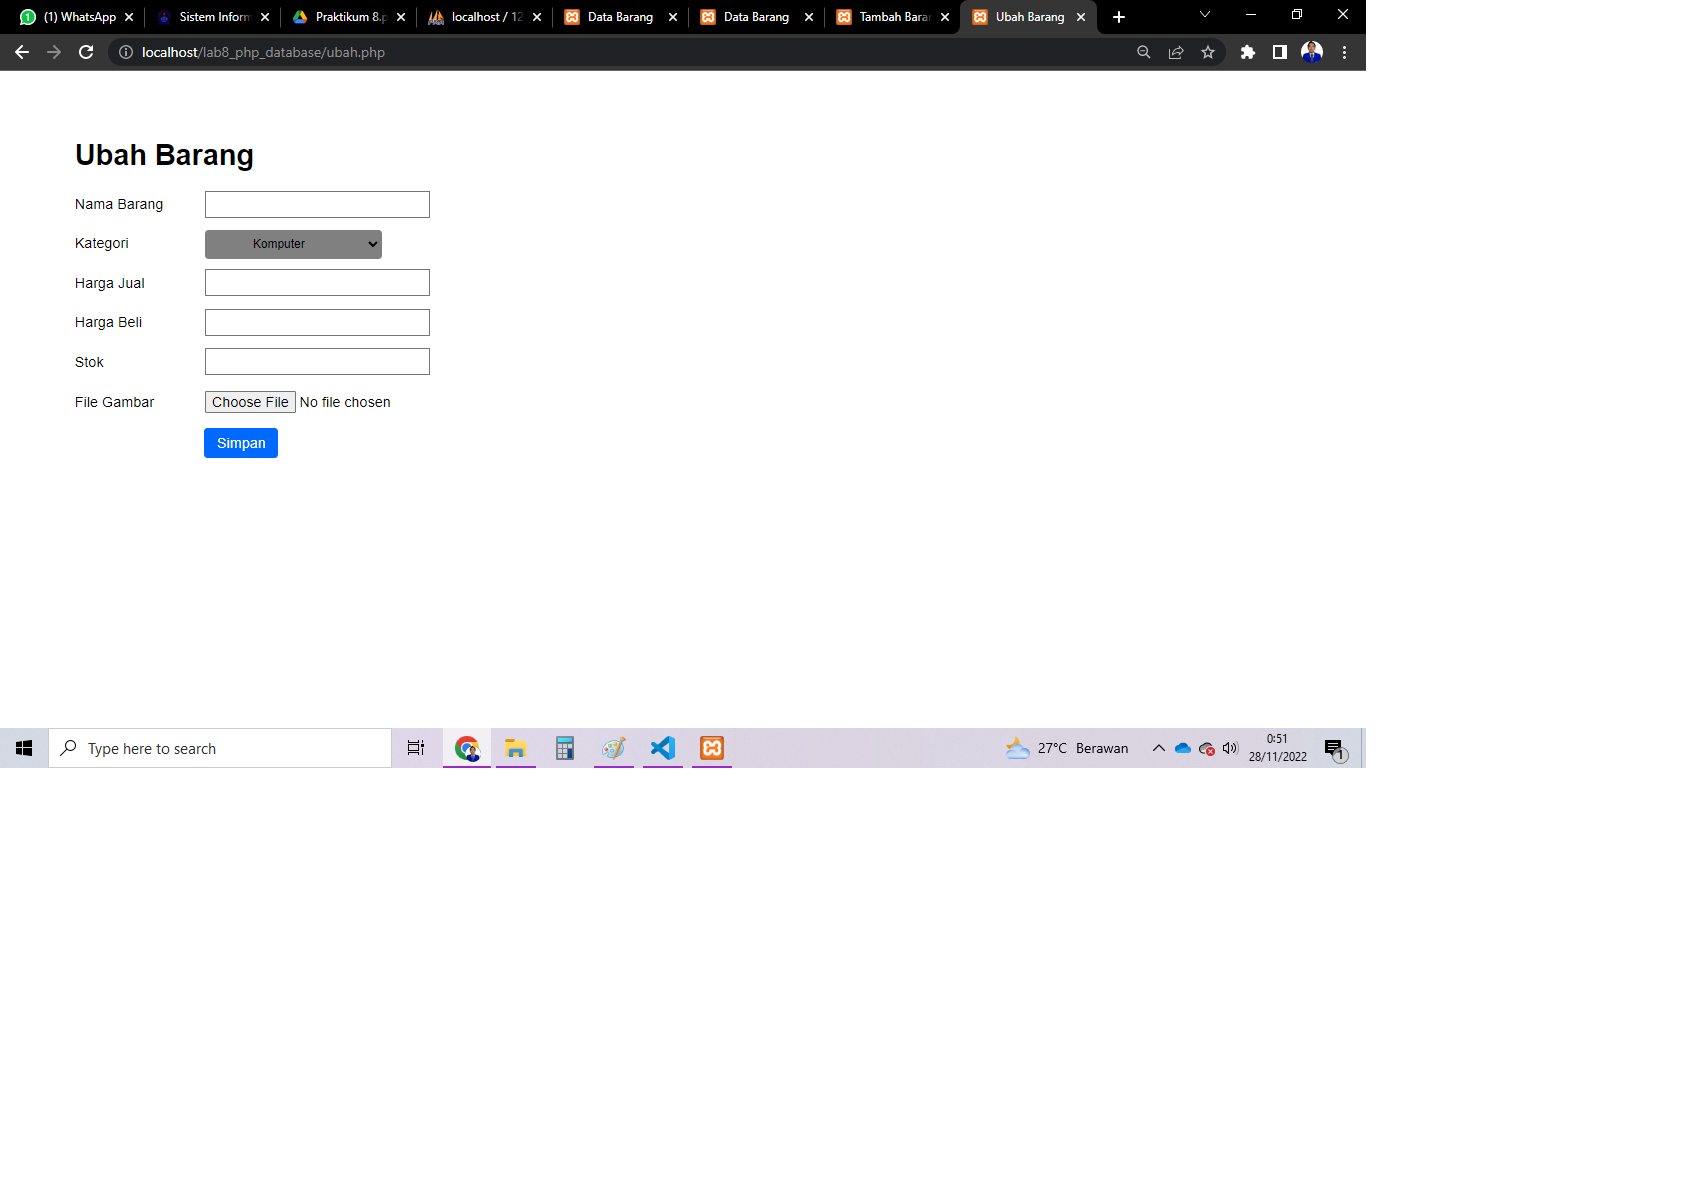 (1) WhatsApp
Sistem Inform
Praktikum 8.p
localhost / 12
Data Barang
Data Barang
Tambah Baran
Ubah Barang
localhost/lab8_php_database/ubah.php
Ubah Barang
Nama Barang
Kategori
Komputer
Harga Jual
Harga Beli
Stok
File Gambar
Choose File No file chosen
Simpan
Type here to search
27°C Berawan
0:51
28/11/2022
1